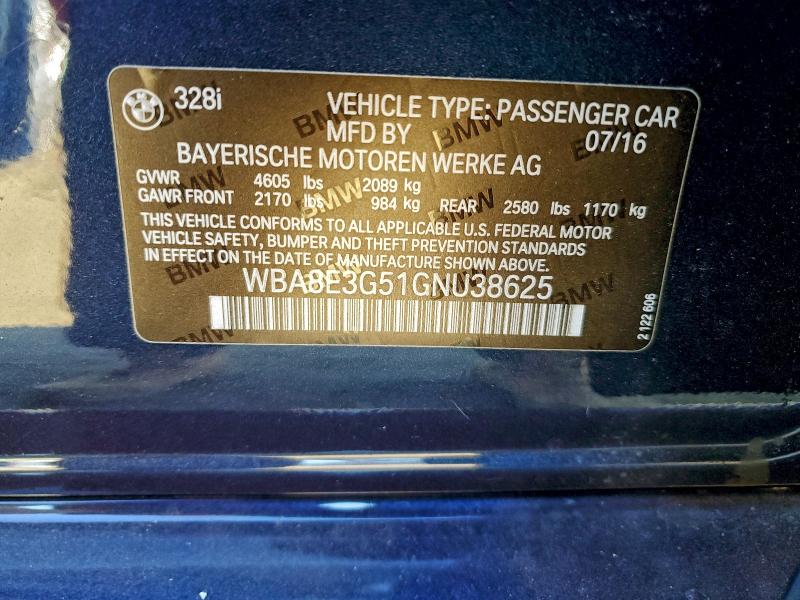 328i VEHICLE TYPE: PASSENGER CAR
MFD BY 07/16
BAYERISCHE MOTOREN WERKE AG
GVWR 4605 lbs 2089 kg
GAWR FRONT 2170 lbs 984 kg REAR 2580 lbs 1170 kg
THIS VEHICLE CONFORMS TO ALL APPLICABLE U.S. FEDERAL MOTOR
VEHICLE SAFETY, BUMPER AND THEFT PREVENTION STANDARDS
IN EFFECT ON THE DATE OF MANUFACTURE SHOWN ABOVE.
WBA8E3G51GNU38625
2 122 606